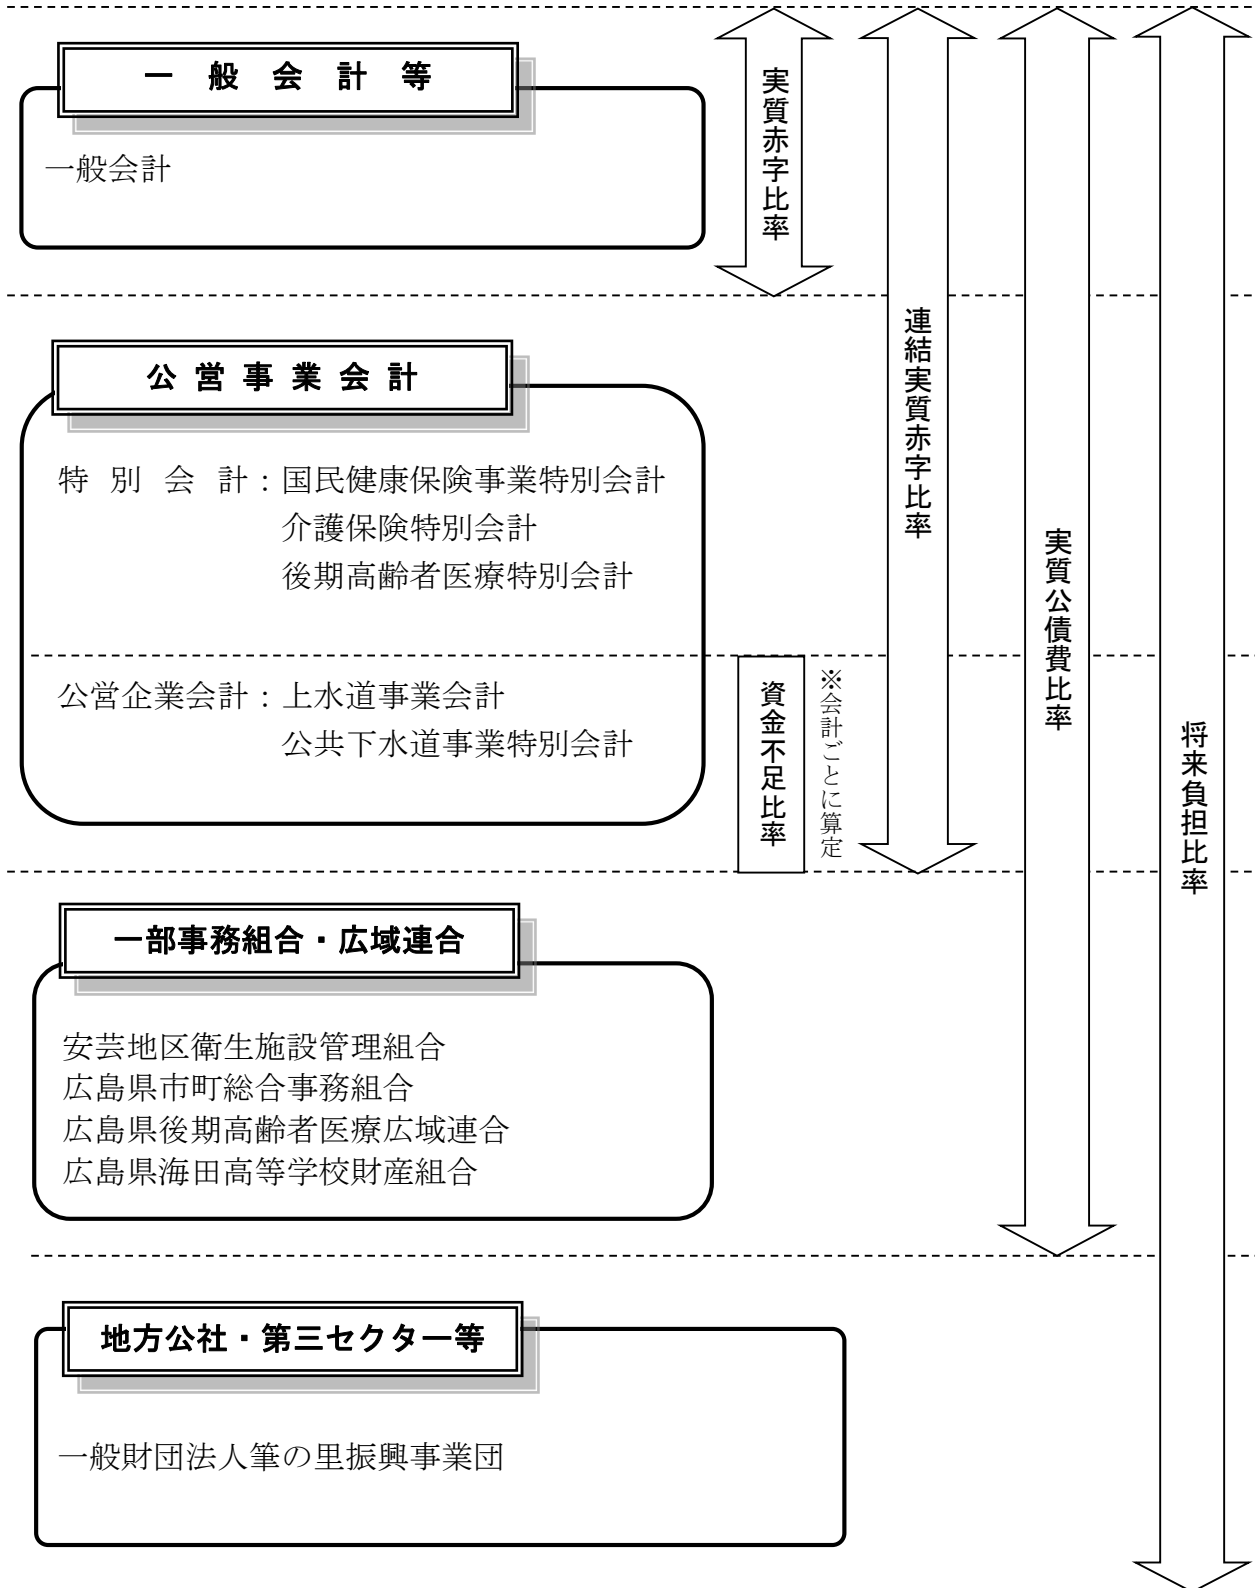 一般会計等
一般会計
実質赤字比率
連結実質赤字比率
実質公債費比率
将来負担比率
公営事業会計
特別会計：国民健康保険事業特別会計
介護保険特別会計
後期高齢者医療特別会計
公営企業会計：上水道事業会計
公共下水道事業特別会計
資金不足比率
※会計ごとに算定
一部事務組合・広域連合
安芸地区衛生施設管理組合
広島県市町総合事務組合
広島県後期高齢者医療広域連合
広島県海田高等学校財産組合
地方公社・第三セクター等
一般財団法人筆の里振興事業団